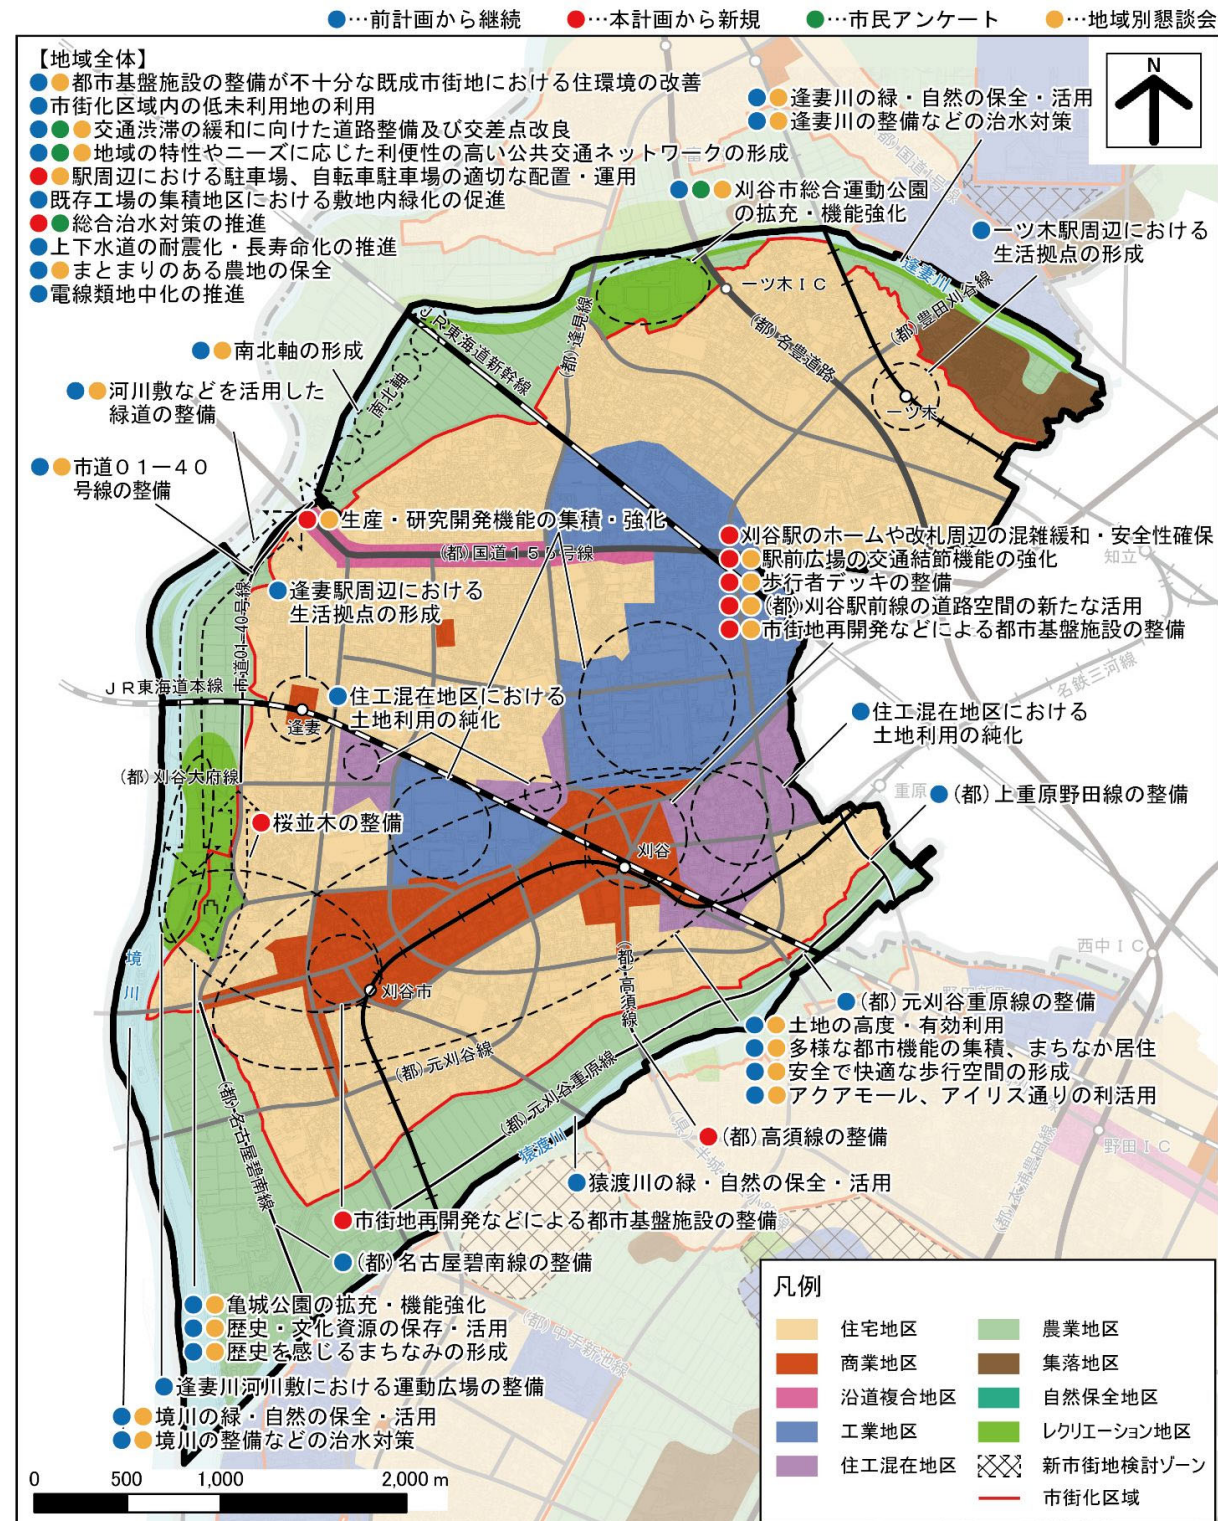 ●…前計画から継続 ●…本計画から新規 ●…市民アンケート ●…地域別懇談会
【地域全体】
●●都市基盤施設の整備が不十分な既成市街地における住環境の改善
●市街化区域内の低未利用地の利用
●●●交通渋滞の緩和に向けた道路整備及び交差点改良
●●●地域の特性やニーズに応じた利便性の高い公共交通ネットワークの形成
●●駅周辺における駐車場、自転車駐車場の適切な配置・運用
●既存工場の集積地区における敷地内緑化の促進
●●総合治水対策の推進
●上下水道の耐震化・長寿命化の推進
●●まとまりのある農地の保全
●電線類地中化の推進
N
●●逢妻川の緑・自然の保全・活用
●●逢妻川の整備などの治水対策
(都)国道1号線
●●●刈谷市総合運動公園
の拡充・機能強化
●一ツ木駅周辺における
生活拠点の形成
逢妻川
(都)豊田刈谷線
一ツ木IC
(都)名豊道路
(都)逢見線
JR東海道新幹線
一ツ木
●●南北軸の形成
南北軸
●●河川敷などを活用した
緑道の整備
●●市道01－40
号線の整備
●●生産・研究開発機能の集積・強化
(都)国道155号線
●刈谷駅のホームや改札周辺の混雑緩和・安全性確保
●●駅前広場の交通結節機能の強化
●●歩行者デッキの整備
●●(都)刈谷駅前線の道路空間の新たな活用
●●市街地再開発などによる都市基盤施設の整備
知立
名鉄三河線
●逢妻駅周辺における
生活拠点の形成
市道01-40号線
JR東海道本線
逢妻
●住工混在地区における
土地利用の純化
●住工混在地区における
土地利用の純化
(都)刈谷大府線
重原
●(都)上重原野田線の整備
●桜並木の整備
刈谷
境川
刈谷市
(都)高須線
西中IC
野田新町
●(都)元刈谷重原線の整備
●●土地の高度・有効利用
●●多様な都市機能の集積、まちなか居住
●●安全で快適な歩行空間の形成
●●アクアモール、アイリス通りの利活用
(都)元刈谷線
(都)元刈谷重原線
(都)名古屋碧南線
猿渡川
●(都)高須線の整備
野田IC
(都)衣浦豊田線
●猿渡川の緑・自然の保全・活用
●市街地再開発などによる都市基盤施設の整備
●(都)名古屋碧南線の整備
(都)中手新池線
●●亀城公園の拡充・機能強化
●●歴史・文化資源の保存・活用
●●歴史を感じるまちなみの形成
●逢妻川河川敷における運動広場の整備
●●境川の緑・自然の保全・活用
●●境川の整備などの治水対策
0 500 1,000 2,000 m
凡例
住宅地区 農業地区
商業地区 集落地区
沿道複合地区 自然保全地区
工業地区 レクリエーション地区
住工混在地区 新市街地検討ゾーン
市街化区域